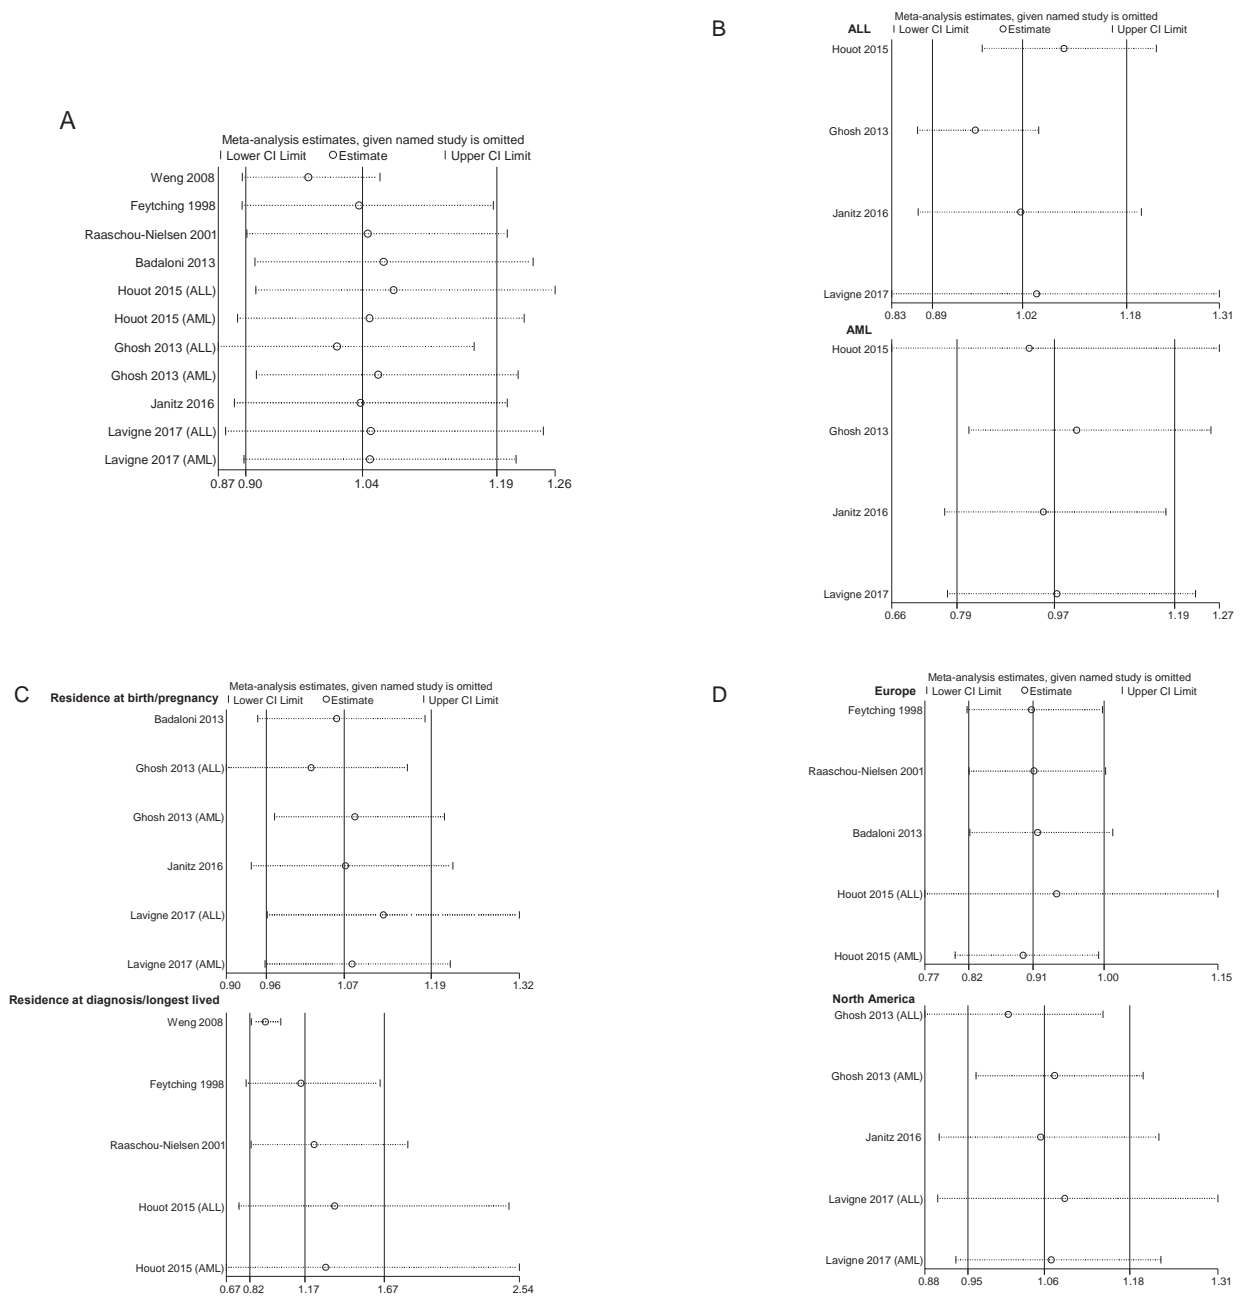 A
Meta-analysis estimates, given named study is omitted
Lower CI Limit Estimate Upper CI Limit
Weng 2008
Feytching 1998
Raaschou-Nielsen 2001
Badaloni 2013
Houot 2015 (ALL)
Houot 2015 (AML)
Ghosh 2013 (ALL)
Ghosh 2013 (AML)
Janitz 2016
Lavigne 2017 (ALL)
Lavigne 2017 (AML)
0.87 0.90 1.04 1.19 1.26
B
Meta-analysis estimates, given named study is omitted
ALL
Lower CI Limit Estimate Upper CI Limit
Houot 2015
Ghosh 2013
Janitz 2016
Lavigne 2017
0.83 0.89 1.02 1.18 1.31
AML
Houot 2015
Ghosh 2013
Janitz 2016
Lavigne 2017
0.66 0.79 0.97 1.19 1.27
C
Meta-analysis estimates, given named study is omitted
Residence at birth/pregnancy
Lower CI Limit Estimate Upper CI Limit
Badaloni 2013
Ghosh 2013 (ALL)
Ghosh 2013 (AML)
Janitz 2016
Lavigne 2017 (ALL)
Lavigne 2017 (AML)
0.90 0.96 1.07 1.19 1.32
Residence at diagnosis/longest lived
Weng 2008
Feytching 1998
Raaschou-Nielsen 2001
Houot 2015 (ALL)
Houot 2015 (AML)
0.67 0.82 1.17 1.67 2.54
D
Meta-analysis estimates, given named study is omitted
Europe
Lower CI Limit Estimate Upper CI Limit
Feytching 1998
Raaschou-Nielsen 2001
Badaloni 2013
Houot 2015 (ALL)
Houot 2015 (AML)
0.77 0.82 0.91 1.00 1.15
North America
Ghosh 2013 (ALL)
Ghosh 2013 (AML)
Janitz 2016
Lavigne 2017 (ALL)
Lavigne 2017 (AML)
0.88 0.95 1.06 1.18 1.31